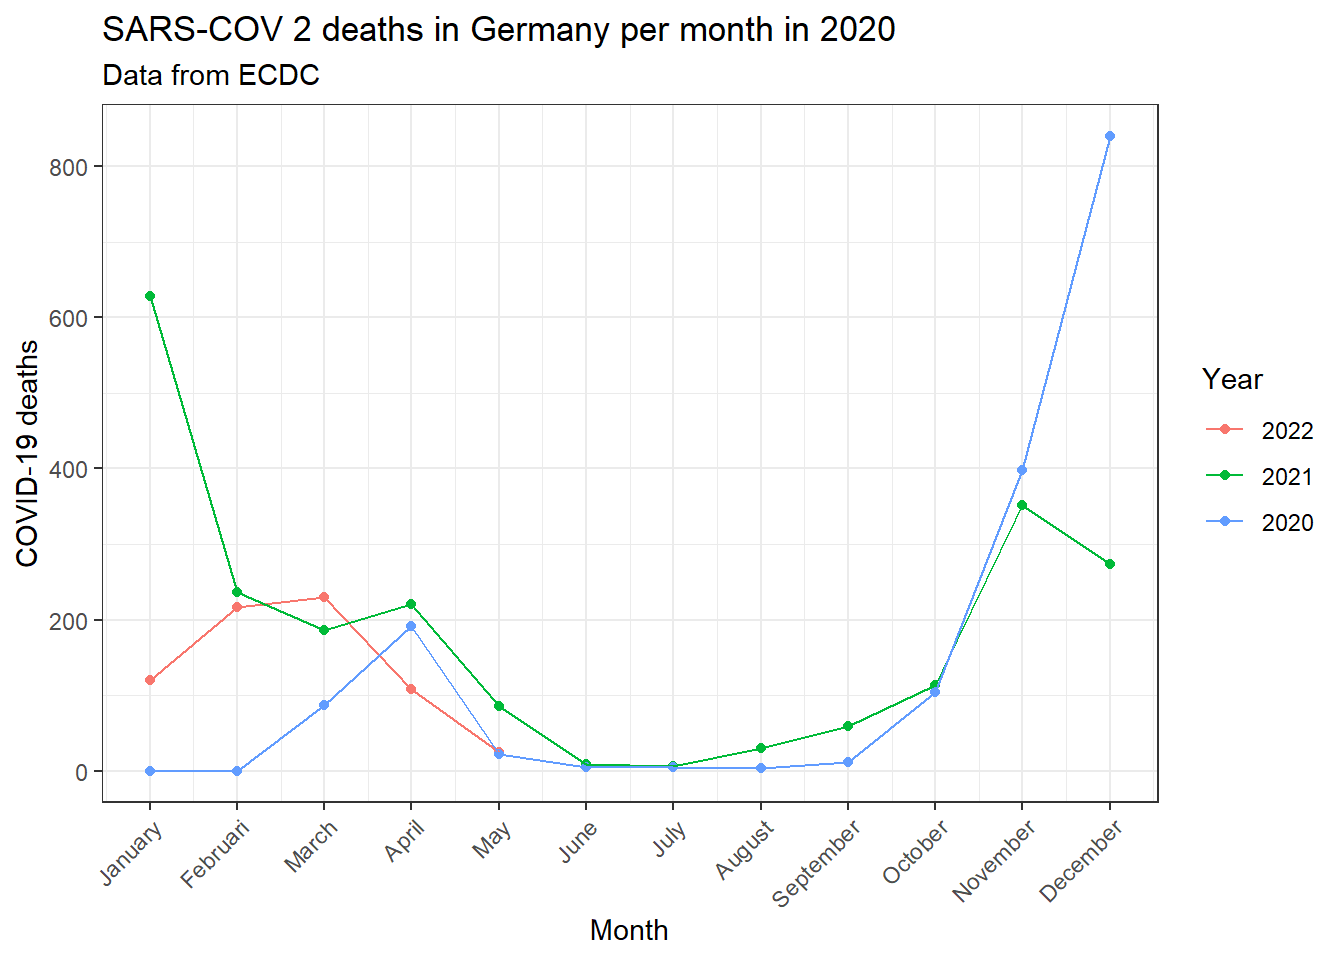 SARS-COV 2 deaths in Germany per month in 2020
Data from ECDC
COVID-19 deaths
800
600
400
200
0
January
Februari
March
April
May
June
July
August
September
October
November
December
Month
Year
2022
2021
2020